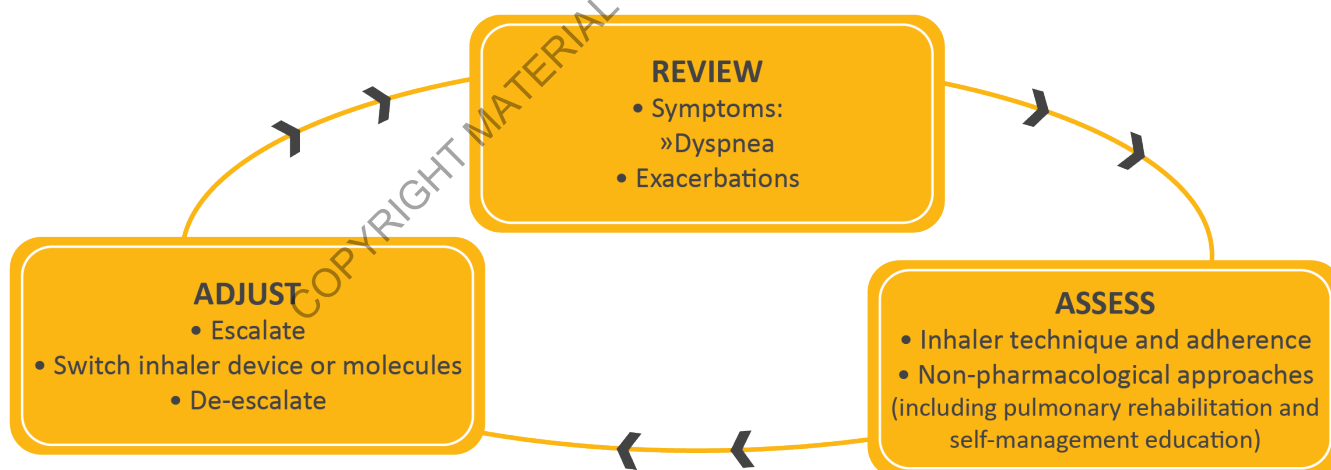 REVIEW
• Symptoms:
»Dyspnea
• Exacerbations
ADJUST
• Escalate
• Switch inhaler device or molecules
• De-escalate
ASSESS
• Inhaler technique and adherence
• Non-pharmacological approaches
(including pulmonary rehabilitation and
self-management education)
COPYRIGHT MATERIAL